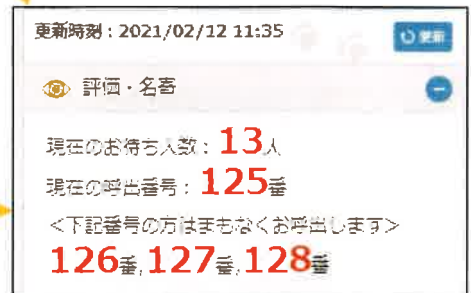 更新時刻：2021/02/12 11:35
更新
評価・名寄
現在のお待ち人数：13人
現在の呼出番号：125番
＜下記番号の方はまもなくお呼出します＞
126番,127番,128番